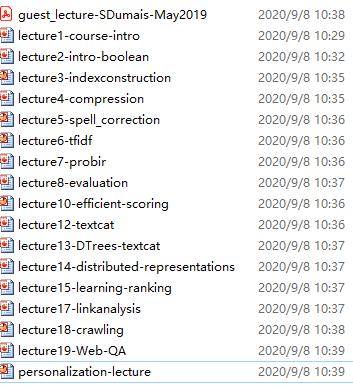 guest_lecture-SDumais-May2019 2020/9/8 10:38
lecture1-course-intro 2020/9/8 10:29
lecture2-intro-boolean 2020/9/8 10:32
lecture3-indexconstruction 2020/9/8 10:35
lecture4-compression 2020/9/8 10:35
lecture5-spell_correction 2020/9/8 10:36
lecture6-tfidf 2020/9/8 10:36
lecture7-probir 2020/9/8 10:36
lecture8-evaluation 2020/9/8 10:37
lecture10-efficient-scoring 2020/9/8 10:36
lecture12-textcat 2020/9/8 10:36
lecture13-DTrees-textcat 2020/9/8 10:37
lecture14-distributed-representations 2020/9/8 10:37
lecture15-learning-ranking 2020/9/8 10:37
lecture17-linkanalysis 2020/9/8 10:37
lecture18-crawling 2020/9/8 10:38
lecture19-Web-QA 2020/9/8 10:39
personalization-lecture 2020/9/8 10:39